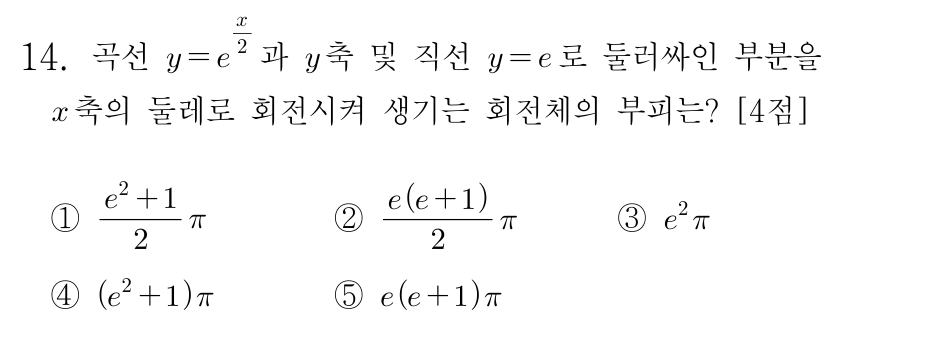 14. 곡선 $y=e^{\frac{x}{2}}$과 $y$축 및 직선 $y=e$로 둘러싸인 부분을
$x$축의 둘레로 회전시켜 생기는 회전체의 부피는? [4점]
① $\frac{e^2+1}{2}\pi$ ② $\frac{e(e+1)}{2}\pi$ ③ $e^2\pi$
④ $(e^2+1)\pi$ ⑤ $e(e+1)\pi$